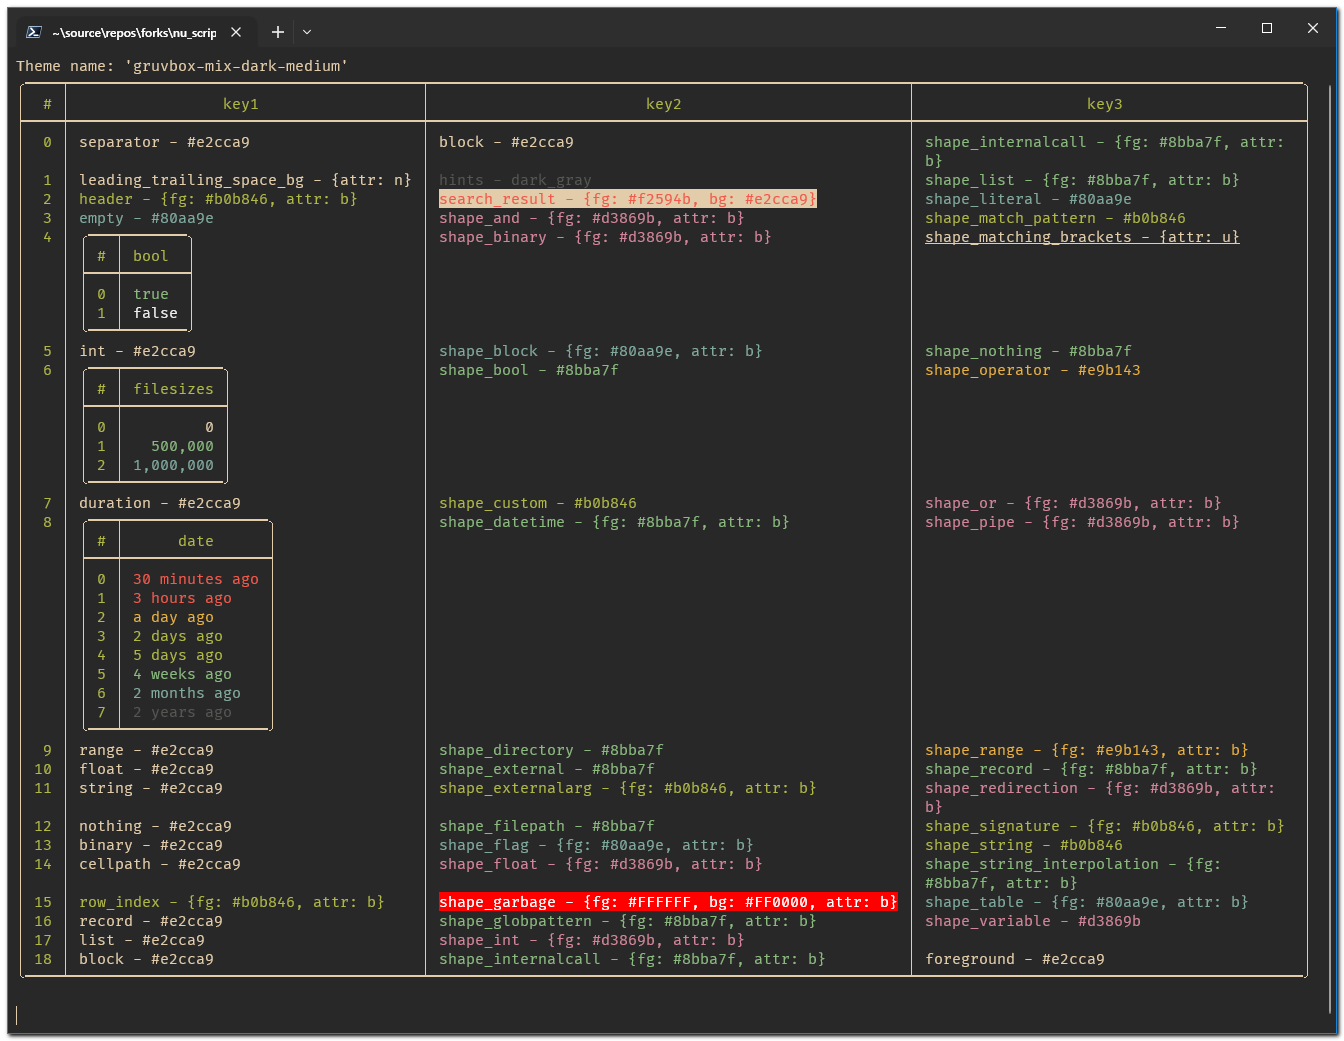 ~\source\repos\forks\nu_scrip
Theme name: 'gruvbox-mix-dark-medium'
# key1 key2 key3
0 separator - #e2cca9 block - #e2cca9 shape_internalcall - {fg: #8bba7f, attr:
b}
1 leading_trailing_space_bg - {attr: n} hints - dark_gray shape_list - {fg: #8bba7f, attr: b}
2 header - {fg: #b0b846, attr: b} search_result - {fg: #f2594b, bg: #e2cca9} shape_literal - #80aa9e
3 empty - #80aa9e shape_and - {fg: #d3869b, attr: b} shape_match_pattern - #b0b846
4 shape_binary - {fg: #d3869b, attr: b} shape_matching_brackets - {attr: u}
# bool
0 true
1 false
5 int - #e2cca9 shape_block - {fg: #80aa9e, attr: b} shape_nothing - #8bba7f
6 shape_bool - #8bba7f shape_operator - #e9b143
# filesizes
0 0
1 500,000
2 1,000,000
7 duration - #e2cca9 shape_custom - #b0b846 shape_or - {fg: #d3869b, attr: b}
8 shape_datetime - {fg: #8bba7f, attr: b} shape_pipe - {fg: #d3869b, attr: b}
# date
0 30 minutes ago
1 3 hours ago
2 a day ago
3 2 days ago
4 5 days ago
5 4 weeks ago
6 2 months ago
7 2 years ago
9 range - #e2cca9 shape_directory - #8bba7f shape_range - {fg: #e9b143, attr: b}
10 float - #e2cca9 shape_external - #8bba7f shape_record - {fg: #8bba7f, attr: b}
11 string - #e2cca9 shape_externalarg - {fg: #b0b846, attr: b} shape_redirection - {fg: #d3869b, attr:
b}
12 nothing - #e2cca9 shape_filepath - #8bba7f shape_signature - {fg: #b0b846, attr: b}
13 binary - #e2cca9 shape_flag - {fg: #80aa9e, attr: b} shape_string - #b0b846
14 cellpath - #e2cca9 shape_float - {fg: #d3869b, attr: b} shape_string_interpolation - {fg:
#8bba7f, attr: b}
15 row_index - {fg: #b0b846, attr: b} shape_garbage - {fg: #FFFFFF, bg: #FF0000, attr: b} shape_table - {fg: #80aa9e, attr: b}
16 record - #e2cca9 shape_globpattern - {fg: #8bba7f, attr: b} shape_variable - #d3869b
17 list - #e2cca9 shape_int - {fg: #d3869b, attr: b}
18 block - #e2cca9 shape_internalcall - {fg: #8bba7f, attr: b} foreground - #e2cca9